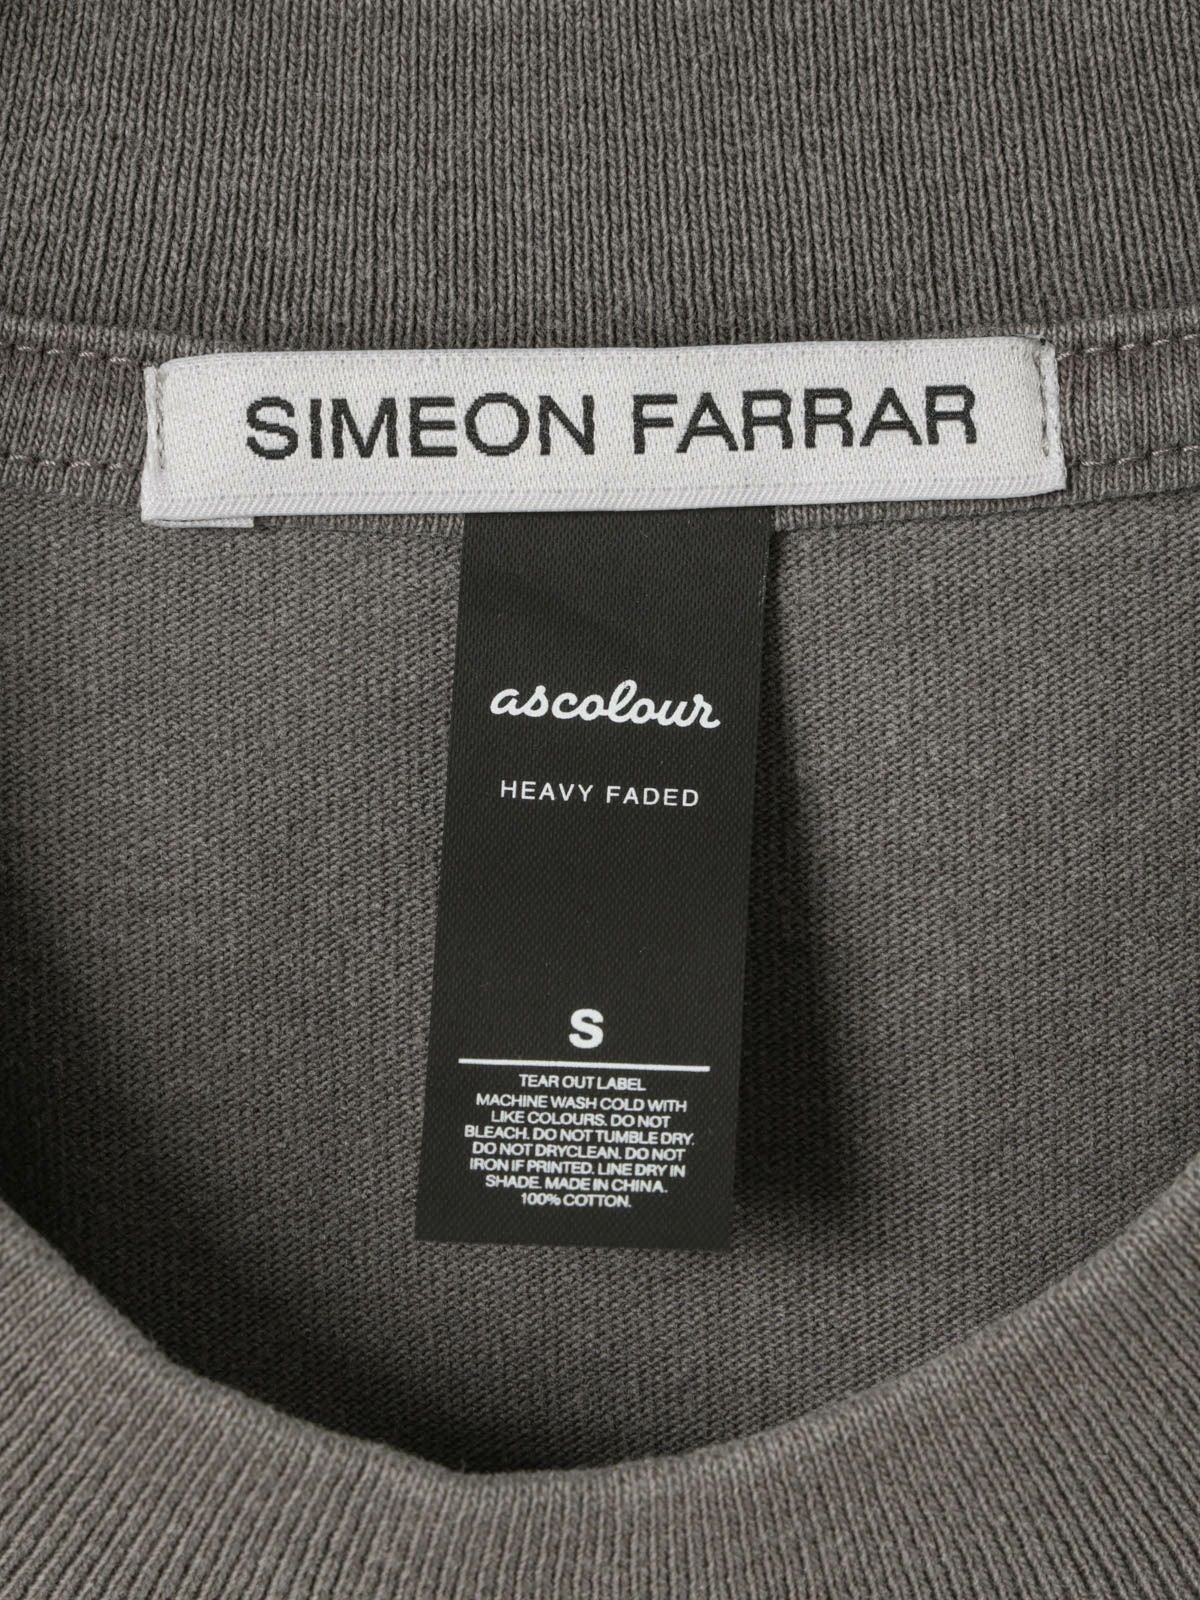 SIMEON FARRAR
ascolour
HEAVY FADED
S
TEAR OUT LABEL
MACHINE WASH COLD WITH
LIKE COLOURS. DO NOT
BLEACH. DO NOT TUMBLE DRY.
DO NOT DRYCLEAN. DO NOT
IRON IF PRINTED. LINE DRY IN
SHADE. MADE IN CHINA.
100% COTTON.